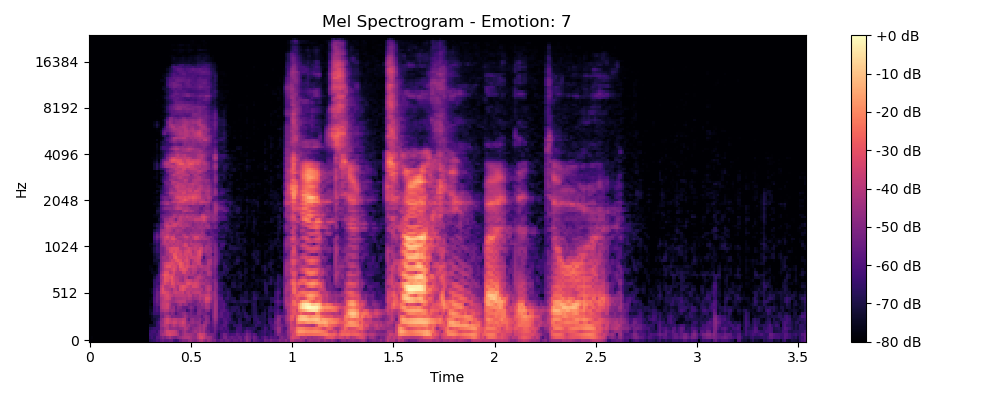 Mel Spectrogram - Emotion: 7
Hz
16384
8192
4096
2048
1024
512
0
0 0.5 1 1.5 2 2.5 3 3.5
Time
+0 dB
-10 dB
-20 dB
-30 dB
-40 dB
-50 dB
-60 dB
-70 dB
-80 dB